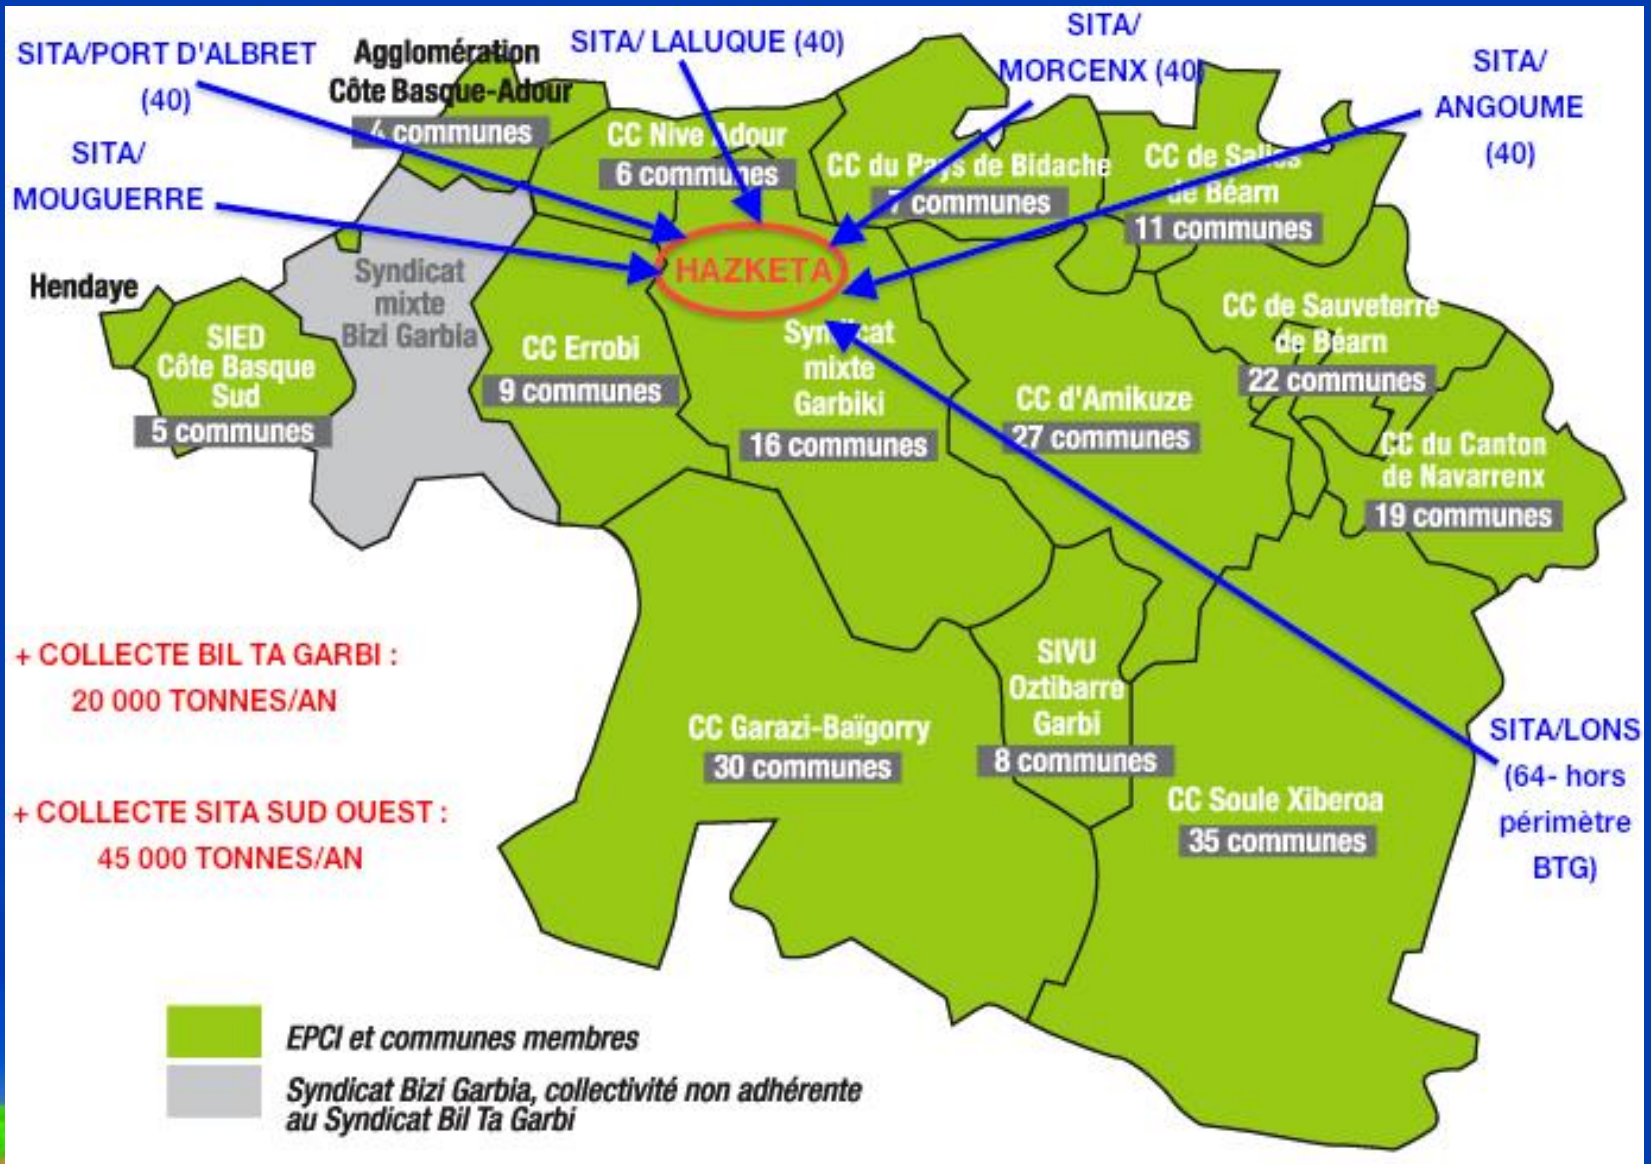 SITA/PORT D'ALBRET
(40)
Agglomération
Côte Basque-Adour
4 communes
SITA/ LALUQUE (40)
SITA/
MORCENX (40)
SITA/
ANGOUME
(40)
SITA/
MOUGUERRE
CC Nive Adour
6 communes
CC du Pays de Bidache
7 communes
CC de Salies
de Béarn
11 communes
HAZKETA
Hendaye
SIED
Côte Basque
Sud
5 communes
Syndicat
mixte
Bizi Garbia
CC Errobi
9 communes
Syndicat
mixte
Garbiki
16 communes
CC d'Amikuze
27 communes
CC de Sauveterre
de Béarn
22 communes
CC du Canton
de Navarrenx
19 communes
+ COLLECTE BIL TA GARBI :
20 000 TONNES/AN
+ COLLECTE SITA SUD OUEST :
45 000 TONNES/AN
CC Garazi-Baïgorry
30 communes
SIVU
Oztibarre
Garbi
8 communes
CC Soule Xiberoa
35 communes
SITA/LONS
(64- hors
périmètre
BTG)
EPCI et communes membres
Syndicat Bizi Garbia, collectivité non adhérente
au Syndicat Bil Ta Garbi